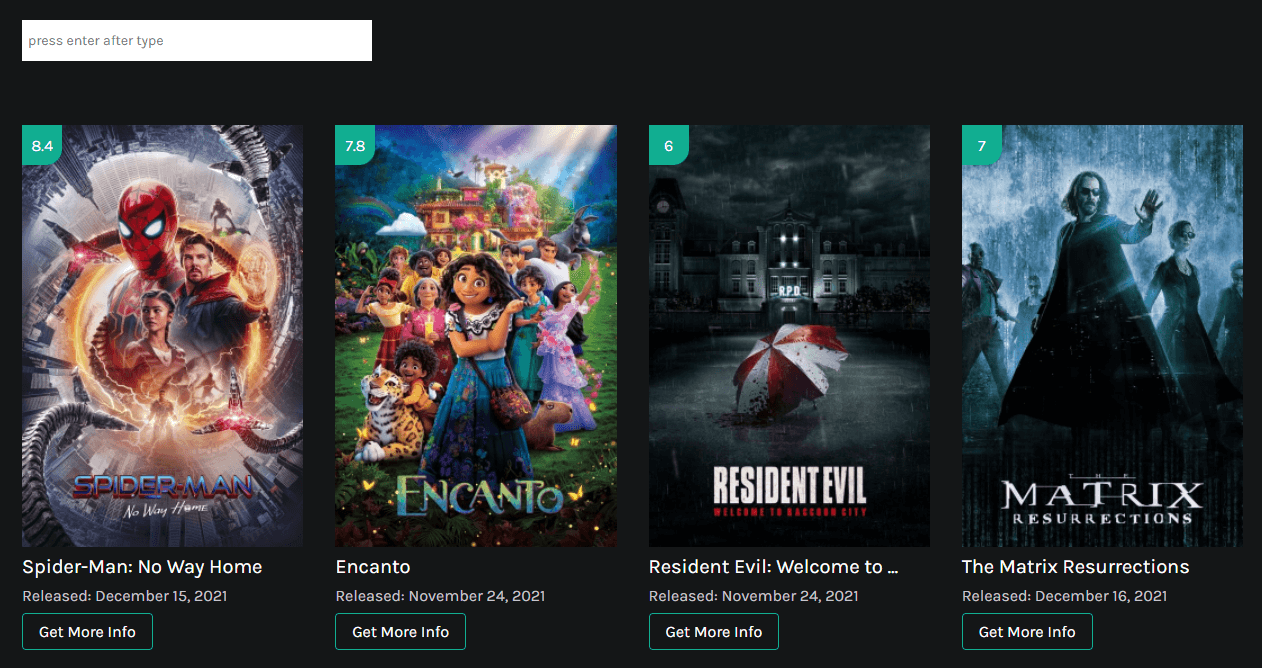 press enter after type
8.4
7.8
6
7
R.P.D.
SPIDER-MAN
No Way Home
ENCANTO
RESIDENT EVIL
WELCOME TO RACCOON CITY
THE
MATRIX
RESURRECTIONS
Spider-Man: No Way Home
Encanto
Resident Evil: Welcome to ...
The Matrix Resurrections
Released: December 15, 2021
Released: November 24, 2021
Released: November 24, 2021
Released: December 16, 2021
Get More Info
Get More Info
Get More Info
Get More Info